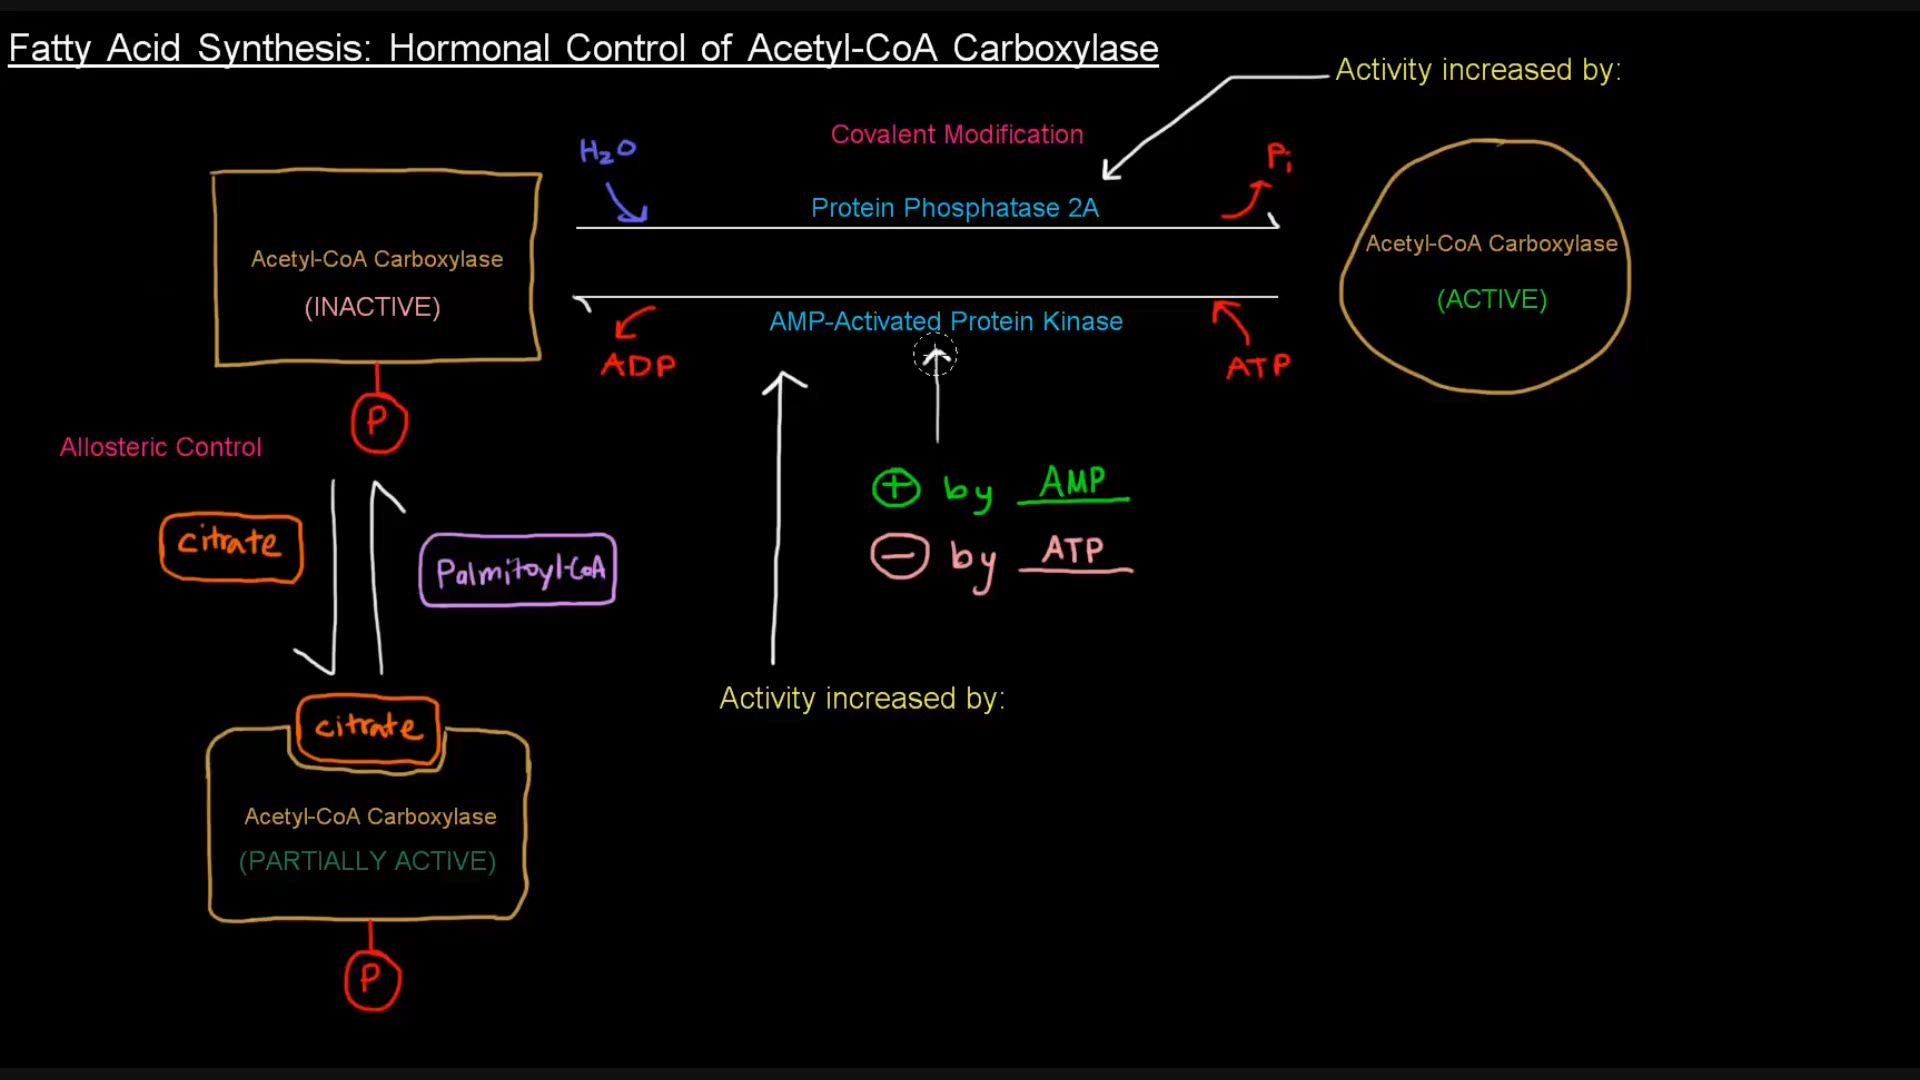 Fatty Acid Synthesis: Hormonal Control of Acetyl-CoA Carboxylase
Activity increased by:
Covalent Modification
H2O
Pi
Protein Phosphatase 2A
Acetyl-CoA Carboxylase
(INACTIVE)
Acetyl-CoA Carboxylase
(ACTIVE)
AMP-Activated Protein Kinase
ADP
ATP
P
Allosteric Control
citrate
Palmitoyl-CoA
+ by AMP
- by ATP
Activity increased by:
citrate
Acetyl-CoA Carboxylase
(PARTIALLY ACTIVE)
P